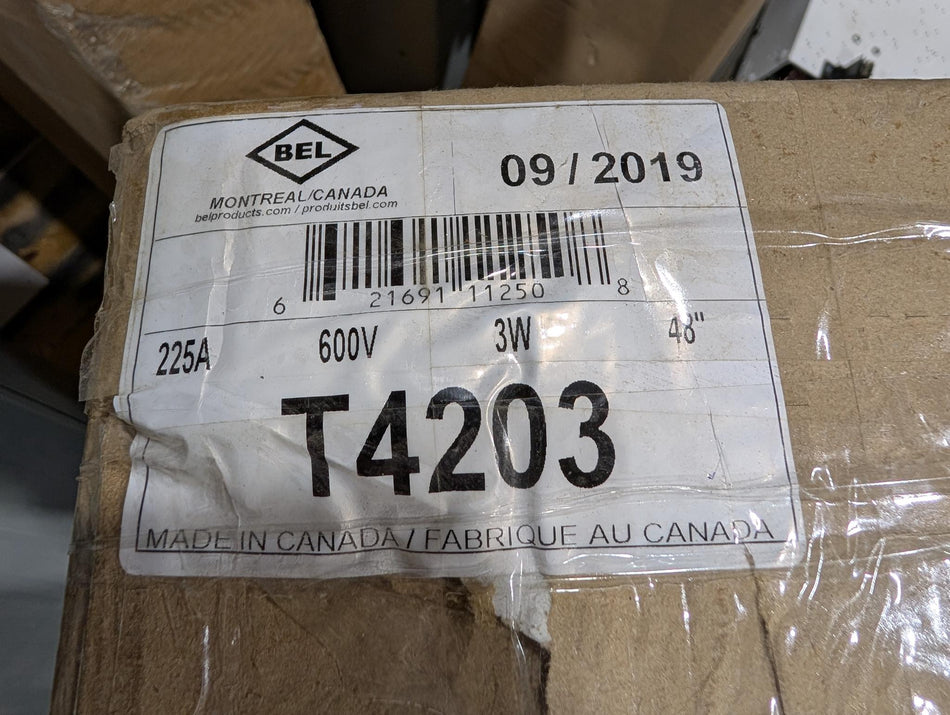 BEL
09 / 2019
MONTREAL/CANADA
belproducts.com / produitsbel.com
6 21691 11250 8
225A 600V 3W 48"
T4203
MADE IN CANADA / FABRIQUE AU CANADA